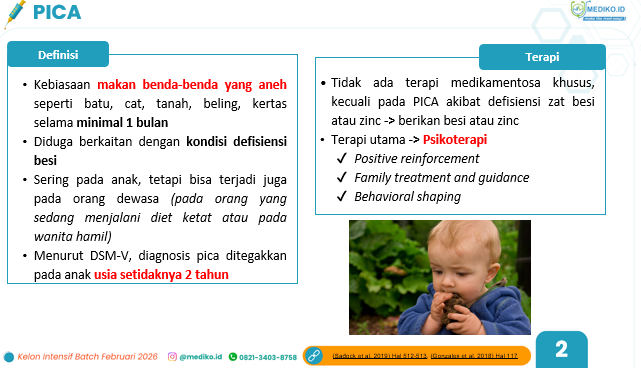 PICA
MEDIKO.ID
Definisi
• Kebiasaan makan benda-benda yang aneh
seperti batu, cat, tanah, beling, kertas
selama minimal 1 bulan
• Diduga berkaitan dengan kondisi defisiensi
besi
• Sering pada anak, tetapi bisa terjadi juga
pada orang dewasa (pada orang yang
sedang menjalani diet ketat atau pada
wanita hamil)
• Menurut DSM-V, diagnosis pica ditegakkan
pada anak usia setidaknya 2 tahun
Terapi
• Tidak ada terapi medikamentosa khusus,
kecuali pada PICA akibat defisiensi zat besi
atau zinc -> berikan besi atau zinc
• Terapi utama -> Psikoterapi
✓ Positive reinforcement
✓ Family treatment and guidance
✓ Behavioral shaping
Kelon Intensif Batch Februari 2026
@mediko.id
0821-3403-8758
(Sadock et al. 2019) Hal 512-513, (Gonzales et al. 2018) Hal 117
2